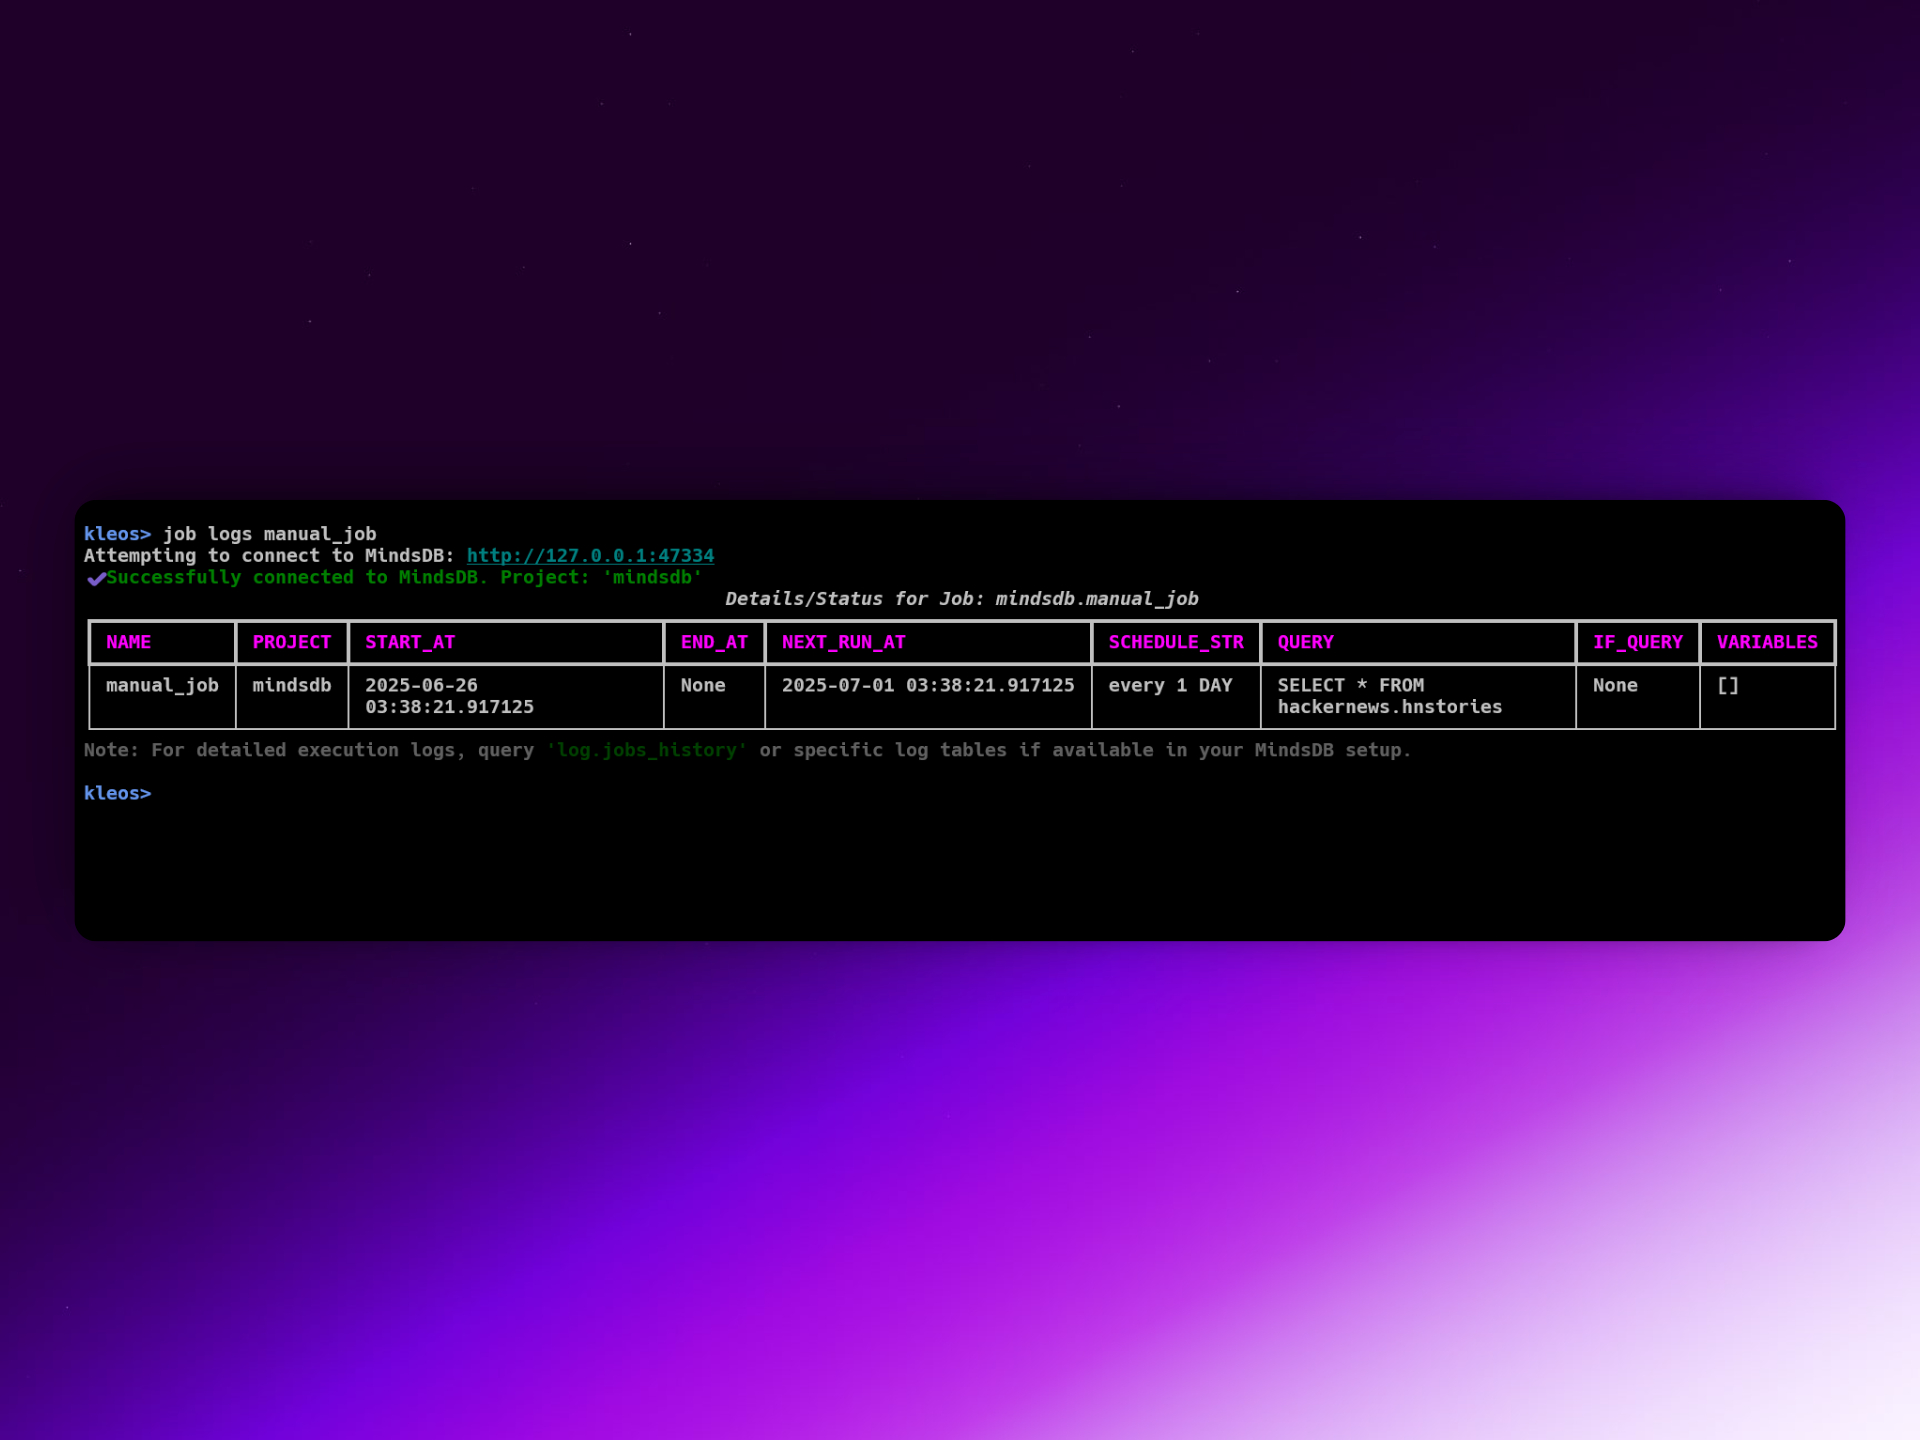 kleos> job logs manual_job
Attempting to connect to MindsDB: http://127.0.0.1:47334
✔Successfully connected to MindsDB. Project: 'mindsdb'
Details/Status for Job: mindsdb.manual_job
NAME PROJECT START_AT END_AT NEXT_RUN_AT SCHEDULE_STR QUERY IF_QUERY VARIABLES
manual_job mindsdb 2025-06-26 None 2025-07-01 03:38:21.917125 every 1 DAY SELECT * FROM None []
03:38:21.917125 hackernews.hnstories
Note: For detailed execution logs, query 'log.jobs_history' or specific log tables if available in your MindsDB setup.
kleos>